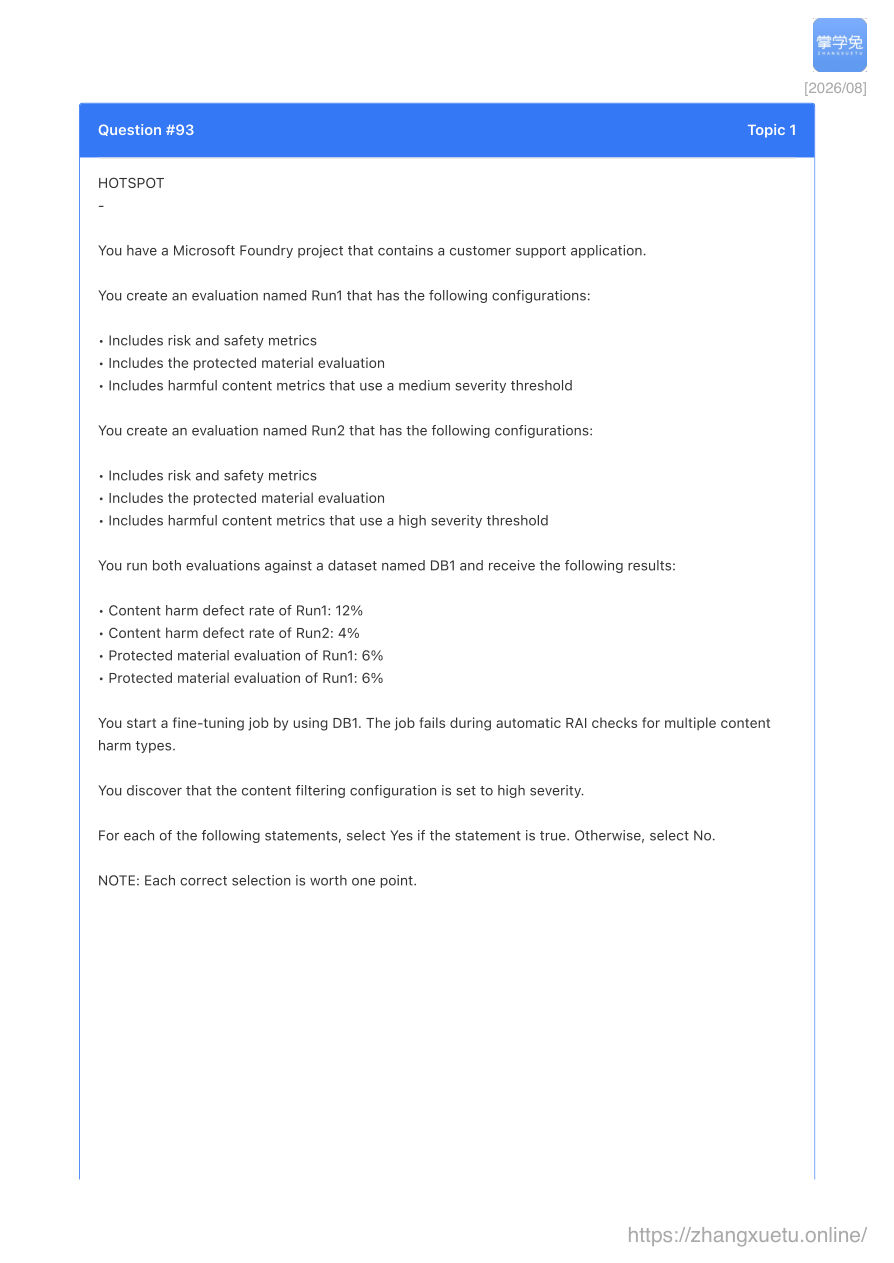 掌学兔
ZHANGXUETU
[2026/08]
Question #93 Topic 1
HOTSPOT
-
You have a Microsoft Foundry project that contains a customer support application.
You create an evaluation named Run1 that has the following configurations:
• Includes risk and safety metrics
• Includes the protected material evaluation
• Includes harmful content metrics that use a medium severity threshold
You create an evaluation named Run2 that has the following configurations:
• Includes risk and safety metrics
• Includes the protected material evaluation
• Includes harmful content metrics that use a high severity threshold
You run both evaluations against a dataset named DB1 and receive the following results:
• Content harm defect rate of Run1: 12%
• Content harm defect rate of Run2: 4%
• Protected material evaluation of Run1: 6%
• Protected material evaluation of Run1: 6%
You start a fine-tuning job by using DB1. The job fails during automatic RAI checks for multiple content
harm types.
You discover that the content filtering configuration is set to high severity.
For each of the following statements, select Yes if the statement is true. Otherwise, select No.
NOTE: Each correct selection is worth one point.
https://zhangxuetu.online/